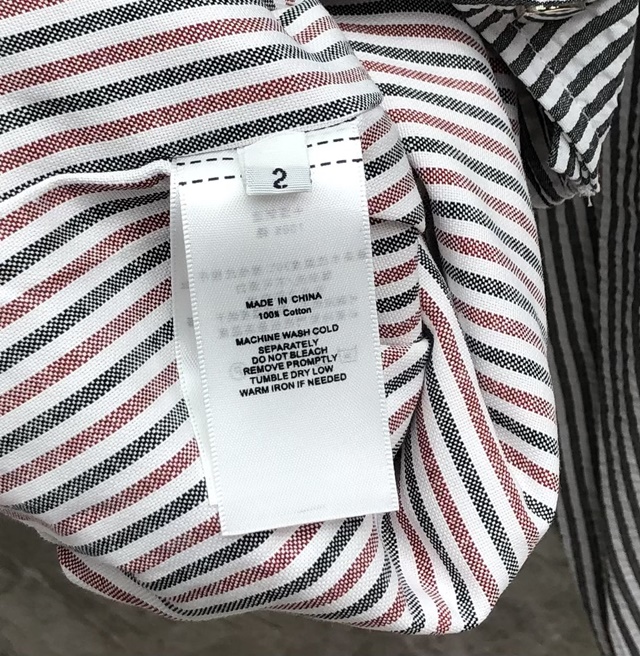 2
MADE IN CHINA
100% Cotton
MACHINE WASH COLD
SEPARATELY
DO NOT BLEACH
REMOVE PROMPTLY
TUMBLE DRY LOW
WARM IRON IF NEEDED